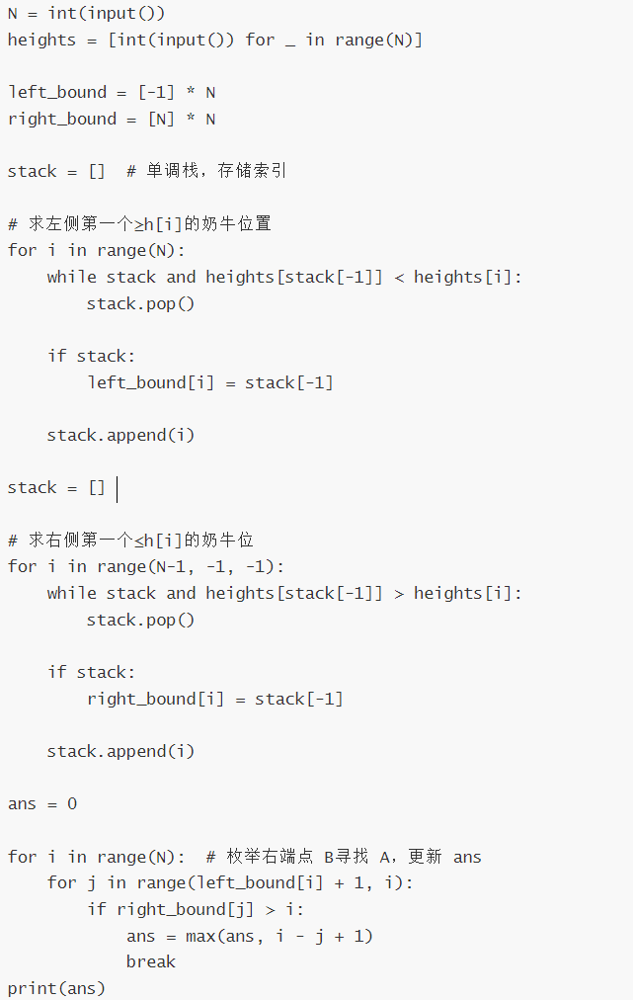 N = int(input())
heights = [int(input()) for _ in range(N)]

left_bound = [-1] * N
right_bound = [N] * N

stack = []  # 单调栈，存储索引

# 求左侧第一个≥h[i]的奶牛位置
for i in range(N):
    while stack and heights[stack[-1]] < heights[i]:
        stack.pop()

    if stack:
        left_bound[i] = stack[-1]

    stack.append(i)

stack = []

# 求右侧第一个≤h[i]的奶牛位
for i in range(N-1, -1, -1):
    while stack and heights[stack[-1]] > heights[i]:
        stack.pop()

    if stack:
        right_bound[i] = stack[-1]

    stack.append(i)

ans = 0

for i in range(N):  # 枚举右端点 B寻找 A，更新 ans
    for j in range(left_bound[i] + 1, i):
        if right_bound[j] > i:
            ans = max(ans, i - j + 1)
            break
print(ans)